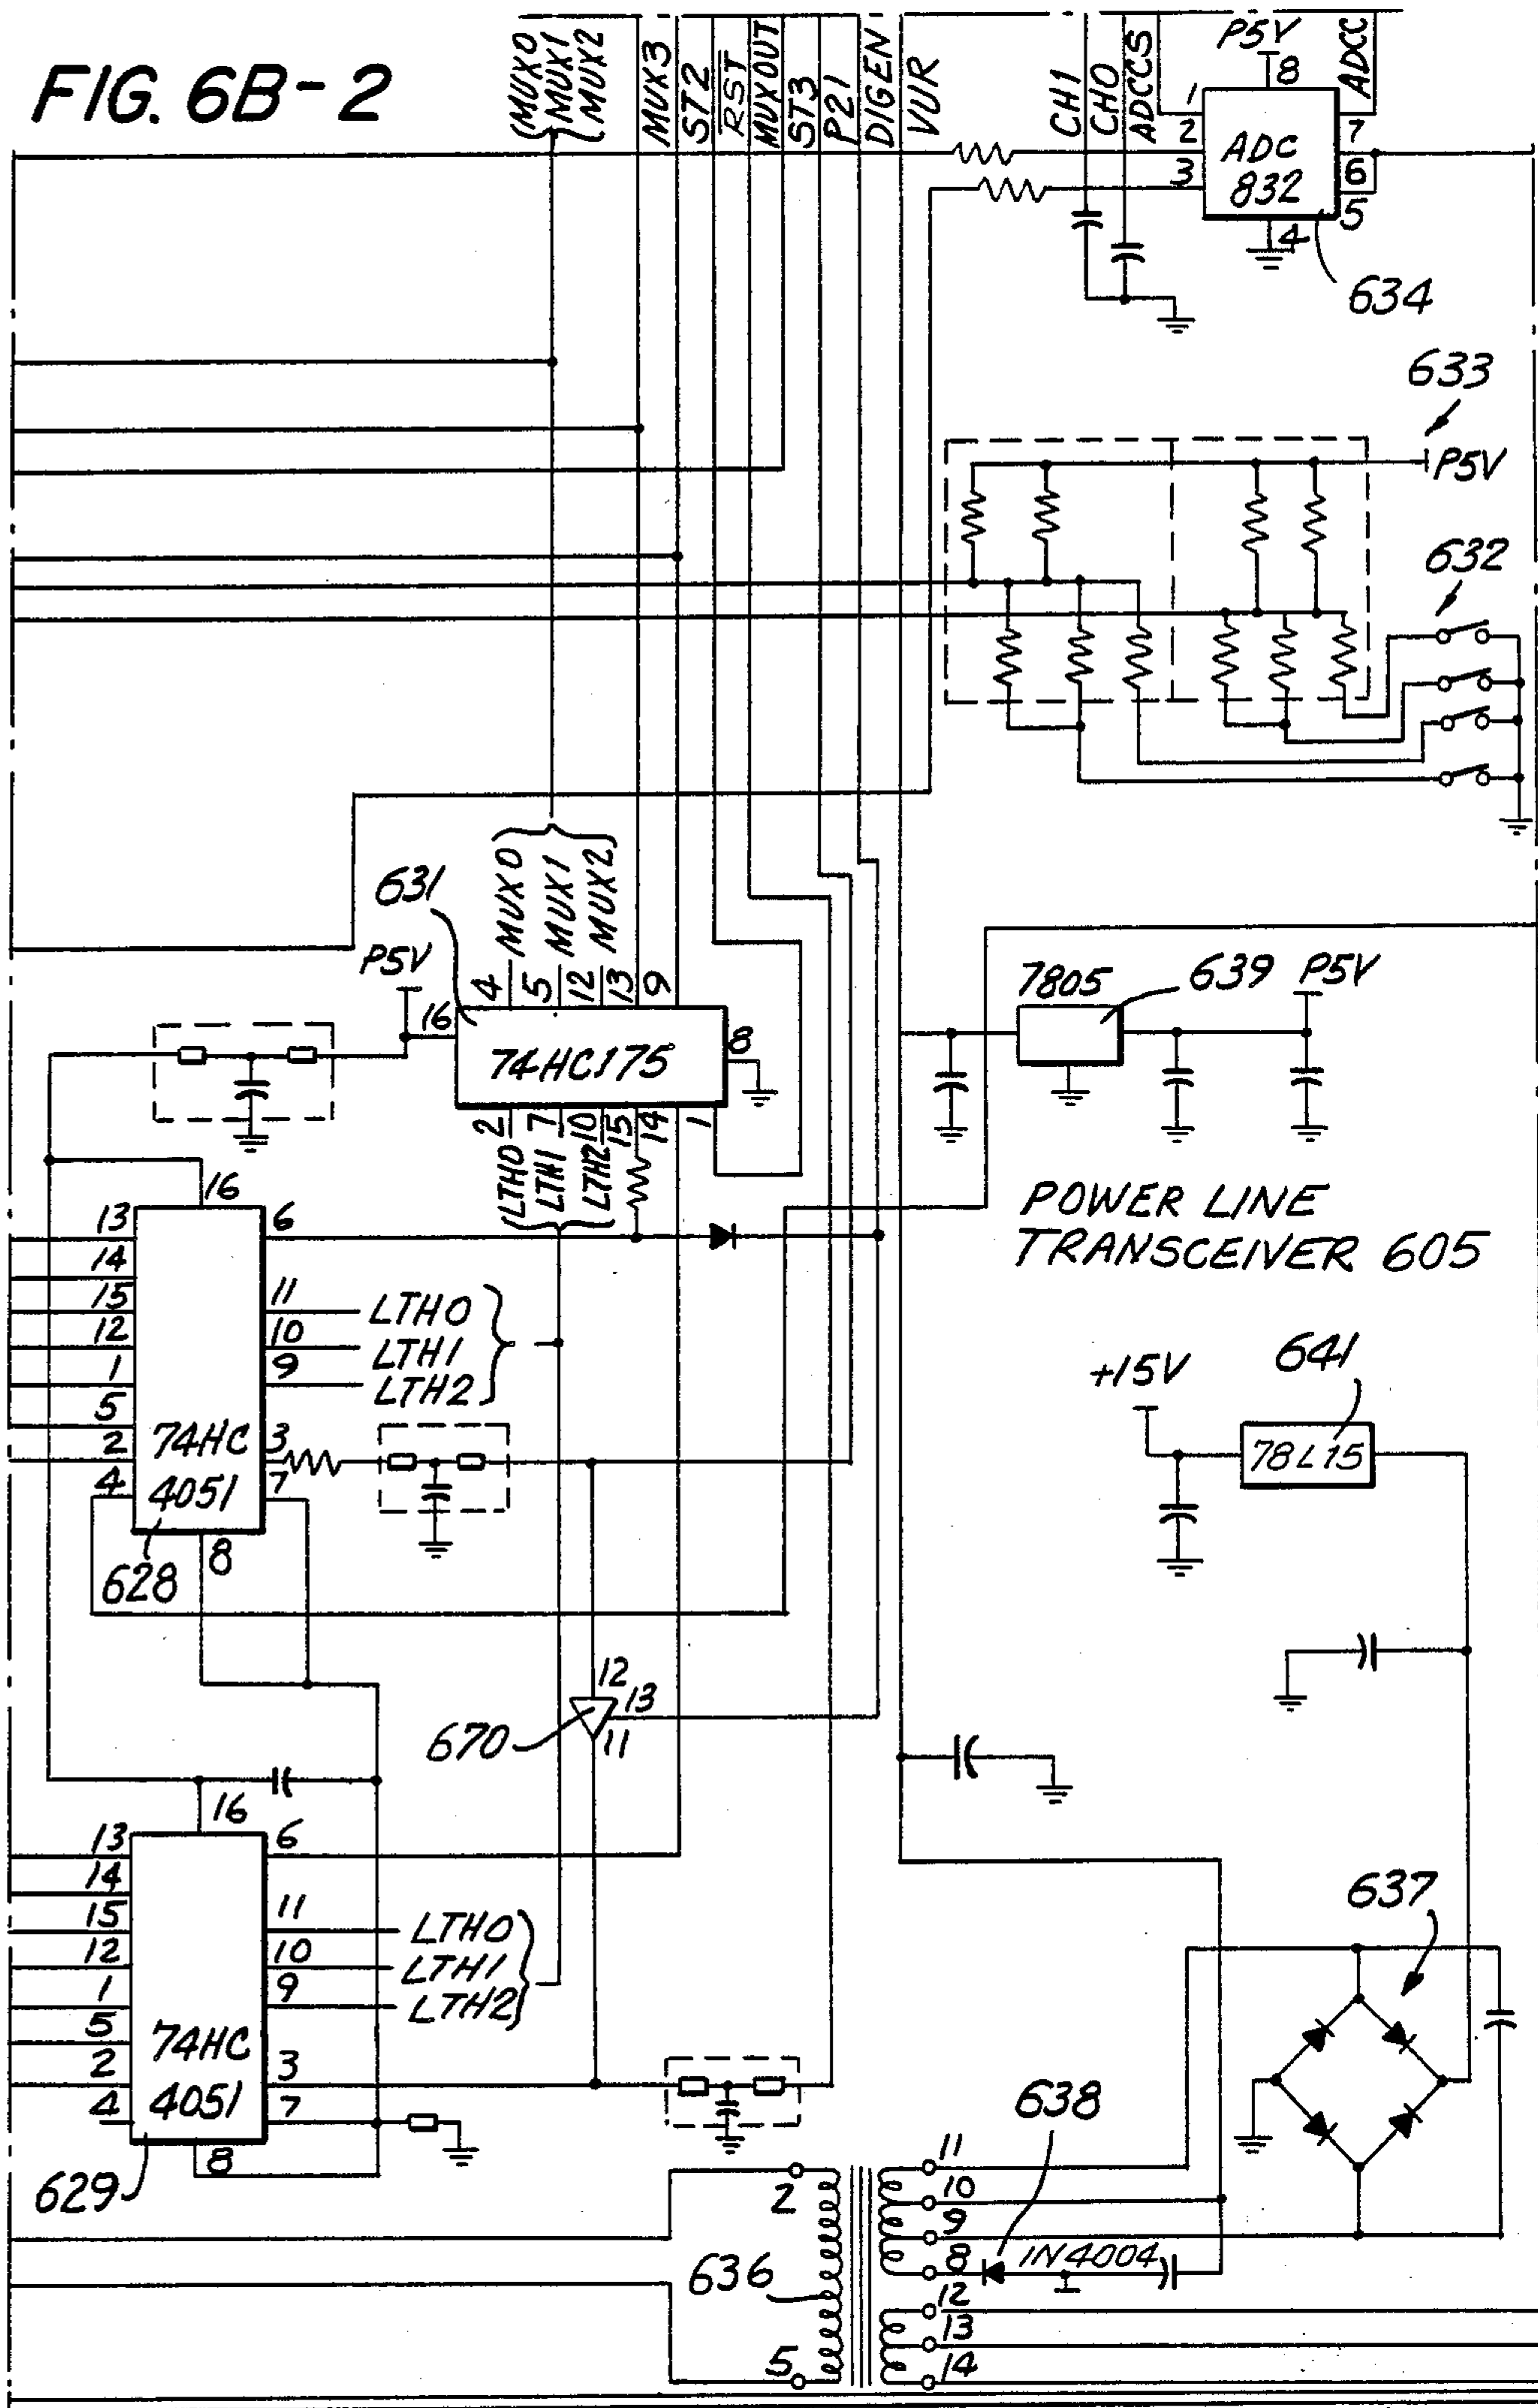 FIG. 6B-2
(MUX0
MUX1
(MUX2
MUX3
ST2
RST
MUXOUT
ST3
P21
DIGEN
VUR
CH1
CH0
ADCCS
P5V
ADCC
8
1
2
3
7
6
5
4
ADC
832
634
633
P5V
632
631
P5V
MUX0
MUX1
MUX2)
4
5
12
13
9
16
8
74HC175
2
7
10
15
14
1
(LTH0
LTH1
LTH2)
7805
639
P5V
POWER LINE
TRANSCEIVER 605
16
13
14
15
12
1
5
2
4
6
11
10
9
3
7
8
LTH0
LTH1
LTH2
74HC
4051
628
+15V
641
78L15
12
13
11
670
16
13
14
15
12
1
5
2
4
6
11
10
9
3
7
8
LTH0
LTH1
LTH2
74HC
4051
629
637
638
1N4004
636
2
5
11
10
9
8
12
13
14